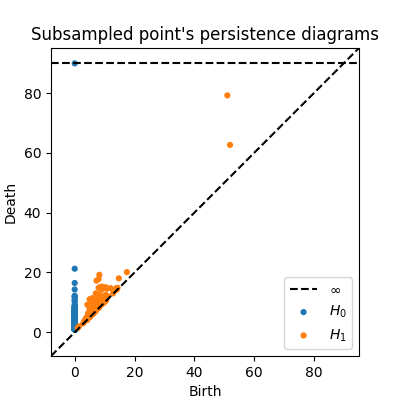 Subsampled point's persistence diagrams
Death
80
60
40
20
0
0 20 40 60 80
Birth
∞
H₀
H₁